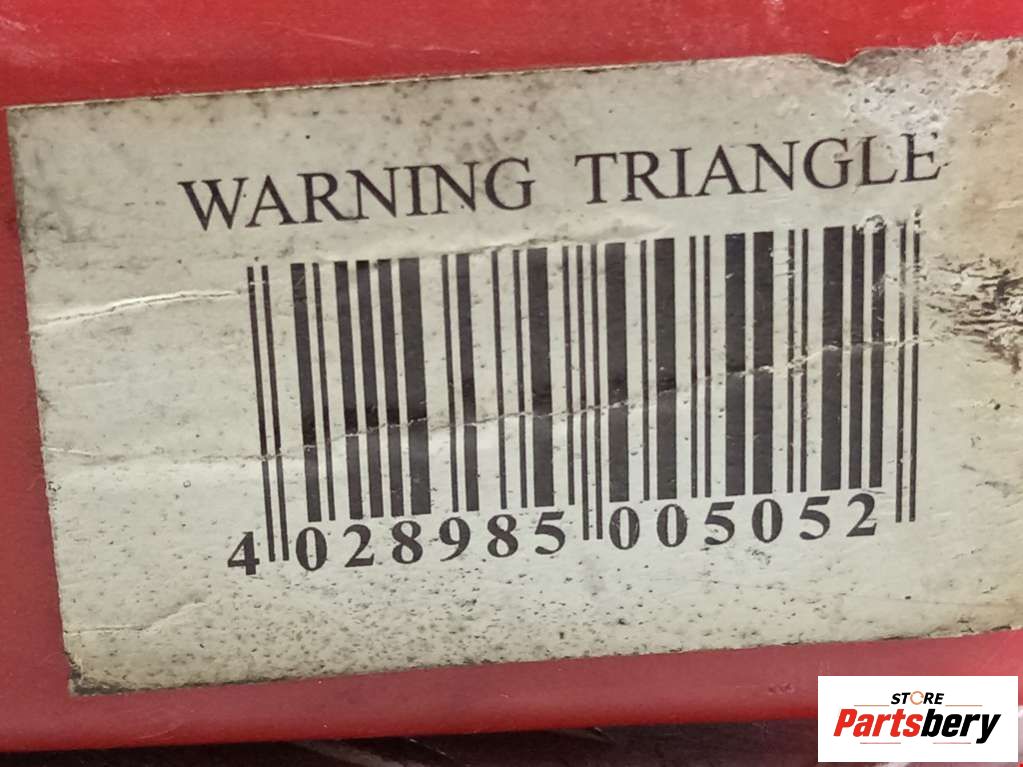 WARNING TRIANGLE
4 028985 005052
STORE
Partsbery